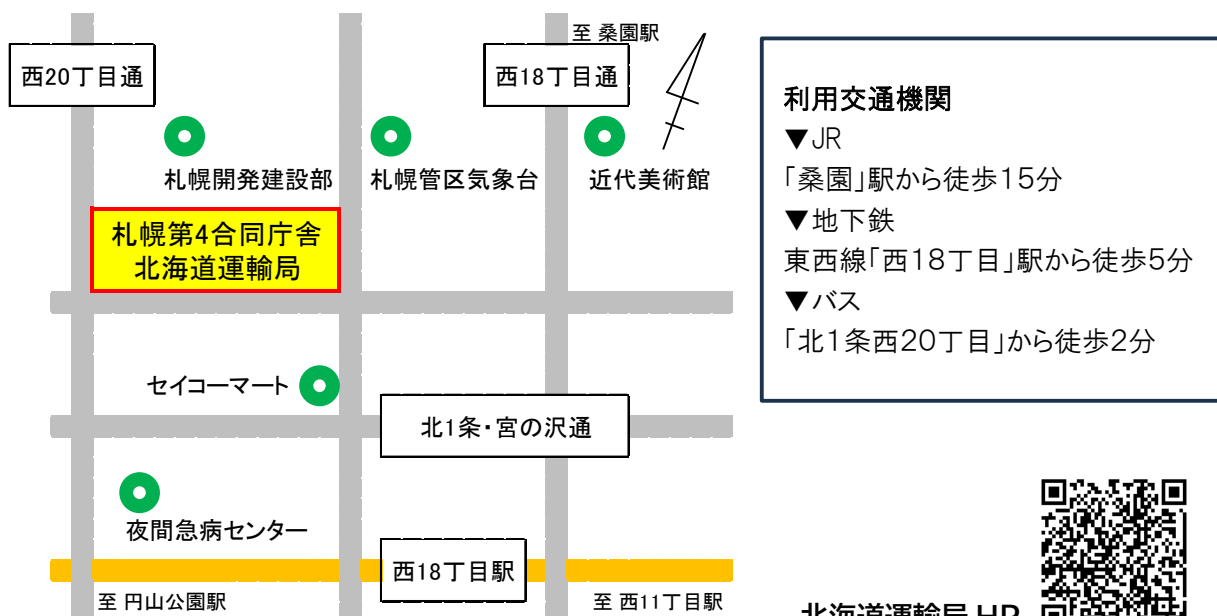 至 桑園駅
西20丁目通
西18丁目通
札幌開発建設部
札幌管区気象台
近代美術館
札幌第4合同庁舎
北海道運輸局
セイコーマート
北1条・宮の沢通
夜間急病センター
西18丁目駅
至 円山公園駅
至 西11丁目駅
利用交通機関
▼JR
「桑園」駅から徒歩15分
▼地下鉄
東西線「西18丁目」駅から徒歩5分
▼バス
「北1条西20丁目」から徒歩2分
北海道運輸局 HP